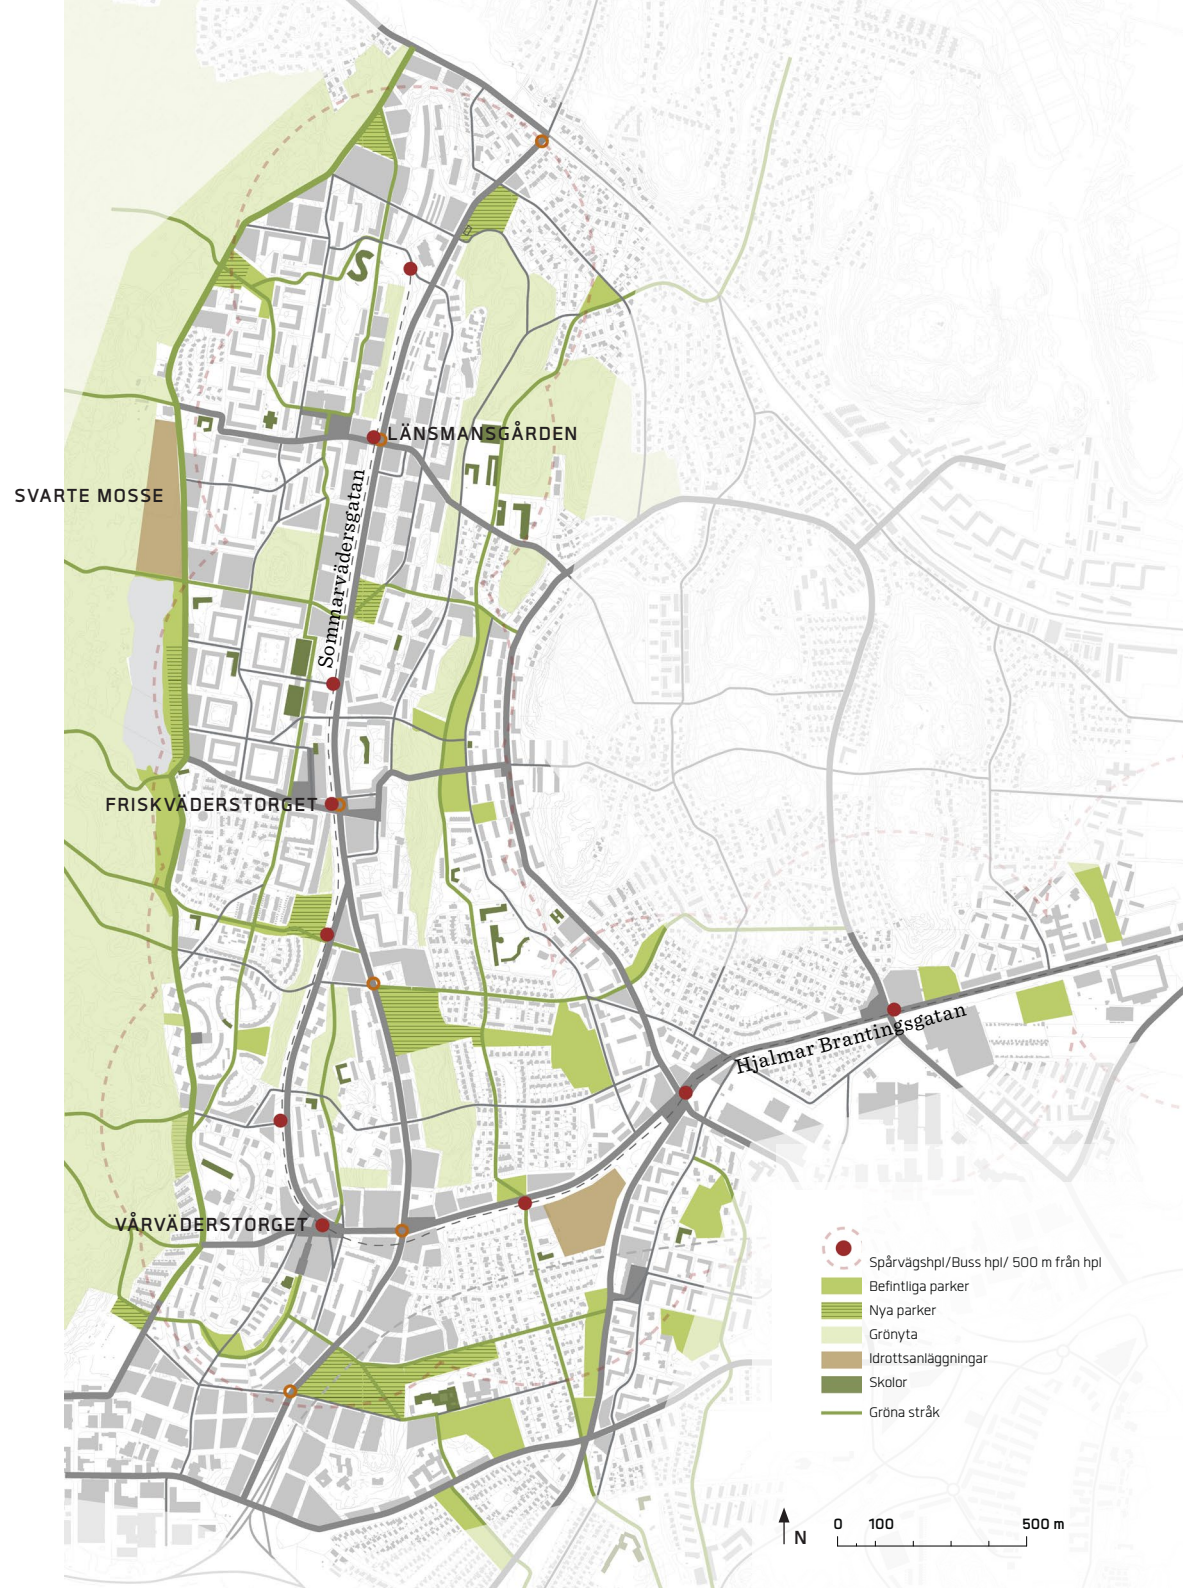 LÄNSMANSGÅRDEN
SVARTE MOSSE
Sommarvädersgatan
FRISKVÄDERSTORGET
Hjalmar Brantingsgatan
VÅRVÄDERSTORGET
Spårvägshpl/Buss hpl/ 500 m från hpl
Befintliga parker
Nya parker
Grönyta
Idrottsanläggningar
Skolor
Gröna stråk
N
0 100 500 m